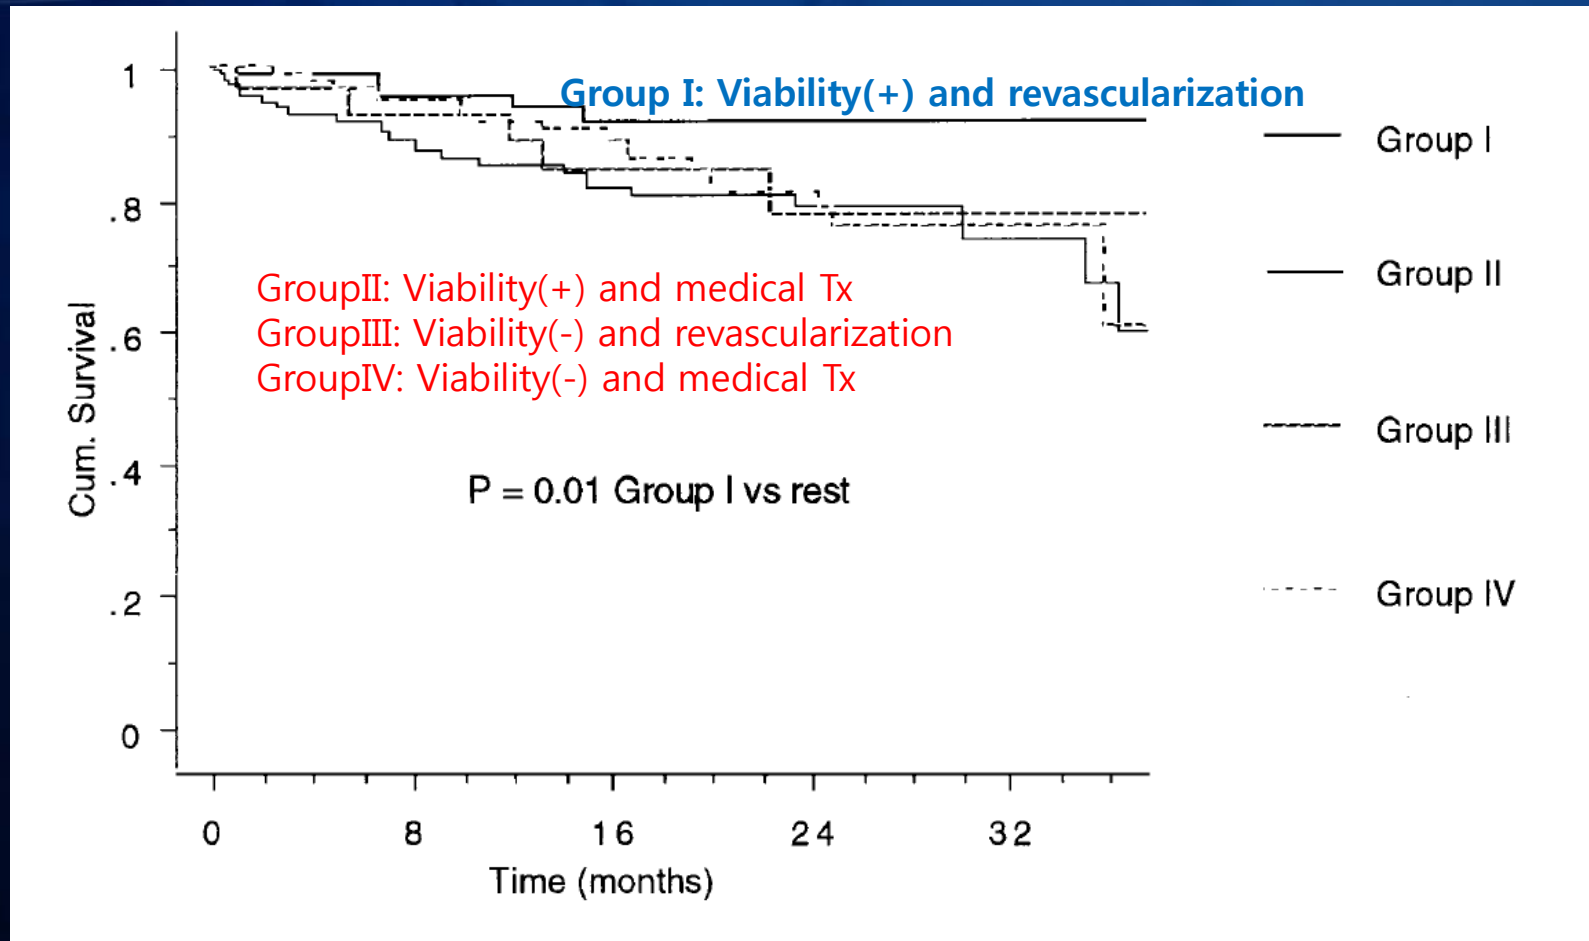 Group I: Viability(+) and revascularization
GroupII: Viability(+) and medical Tx
GroupIII: Viability(-) and revascularization
GroupIV: Viability(-) and medical Tx
P = 0.01 Group I vs rest
Cum. Survival
1
.8
.6
.4
.2
0
0 8 16 24 32
Time (months)
Group I
Group II
Group III
Group IV